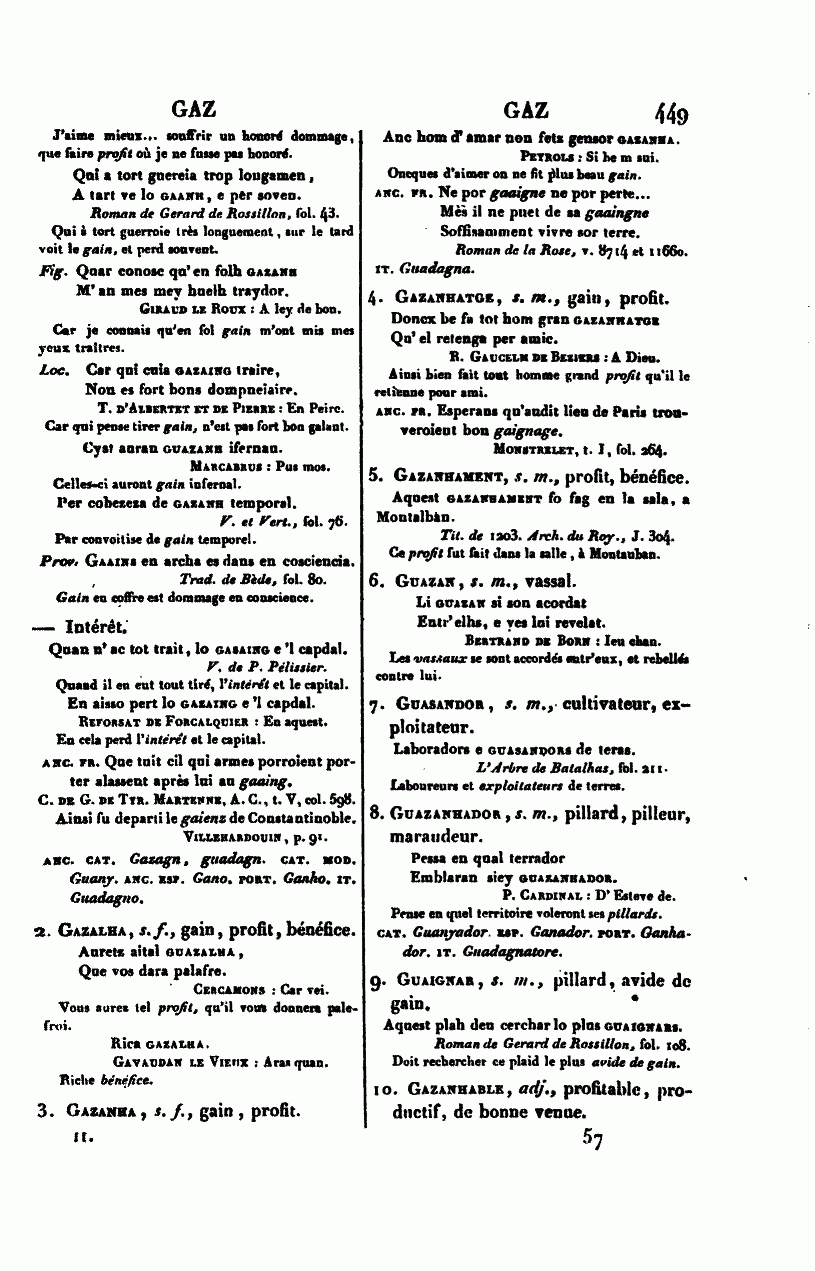 GAZ
J'aime mieux... souffrir un honoré dommage,
que faire profit où je ne fusse pas honoré.
Qui a tort guereia trop longamen,
A tart ve lo GAANH, e pèr soven.
Roman de Gerard de Rossillon, fol. 43.
Qui à tort guerroie très longuement, sur le tard
voit le gain, et perd souvent.
Fig. Quar conosc qu'en folh GAZANH
M'an mes mey huelh traydor.
GIRAUD LE ROUX : A ley de bon.
Car je connais qu'en fol gain m'ont mis mes
yeux traîtres.
Loc. Car qui cuia GAZAING traire,
Non es fort bons dompneiaire.
T. D'ALBERTET ET DE PIERRE : En Peire.
Car qui pense tirer gain, n'est pas fort bon galant.
Cyst auran GUAZANH ifernau.
MARCABRUS : Pus mos.
Celles-ci auront gain infernal.
Per cobezeza de GAZANH temporal.
V. et Vert., fol. 76.
Par convoitise de gain temporel.
Prov. GAAINS en archa es dans en cosciencia.
Trad. de Bède, fol. 80.
Gain en coffre est dommage en conscience.
— Intérêt.
Quan n'ac tot trait, lo GASAING e 'l capdal.
V. de P. Pélissier.
Quand il en eut tout tiré, l'intérêt et le capital.
En aisso pert lo GAZAING e 'l capdal.
REFORSAT DE FORCALQUIER : En aquest.
En cela perd l'intérêt et le capital.
ANC. FR. Que tuit cil qui armes porroient por-
ter alassent après lui au gaaing.
C. DE G. DE TYR. MARTENNE, A. C., t. V, col. 598.
Ainsi fu departi le gaienz de Constantinoble.
VILLEHARDOUIN, p. 91.
ANC. CAT. Gazagn, guadagn. CAT. MOD.
Guany. ANC. ESP. Gano. PORT. Ganho. IT.
Guadagno.
2. GAZALHA, s. f., gain, profit, bénéfice.
Auretz aital GUAZALHA,
Que vos dara palafre.
CERCAMONS : Car vei.
Vous aurez tel profit, qu'il vous donnera pale-
froi.
Rica GAZALHA.
GAVAUDAN LE VIEUX : Aras quan.
Riche bénéfice.
3. GAZANHA, s. f., gain, profit.
II.
GAZ 449
Anc hom d'amar non fetz gensor GAZANHA.
PEYROLS : Si be m sui.
Oncques d'aimer on ne fit plus beau gain.
ANC. FR. Ne por gaaigne ne por perte...
Mès il ne puet de sa gaaingne
Soffisamment vivre sor terre.
Roman de la Rose, v. 8714 et 11660.
IT. Guadagna.
4. GAZANHATGE, s. m., gain, profit.
Doncx be fa tot hom gran GAZANHATGE
Qu'el retenga per amic.
R. GAUCELM DE BEZIERS : A Dieu.
Ainsi bien fait tout homme grand profit qu'il le
retienne pour ami.
ANC. FR. Esperans qu'audit lieu de Paris trou-
veroient bon gaignage.
MONSTRELET, t. I, fol. 264.
5. GAZANHAMENT, s. m., profit, bénéfice.
Aquest GAZANHAMENT fo fag en la sala, a
Montalban.
Tit. de 1203. Arch. du Roy., J. 304.
Ce profit fut fait dans la salle, à Montauban.
6. GUAZAN, s. m., vassal.
Li GUAZAN si son acordat
Entr'elhs, e ves lui revelat.
BERTRAND DE BORN : Ieu chan.
Les vassaux se sont accordés entr'eux, et rebellés
contre lui.
7. GUASANDOR, s. m., cultivateur, ex-
ploitateur.
Laboradors e GUASANDORS de teras.
L'Arbre de Batalhas, fol. 211.
Laboureurs et exploitateurs de terres.
8. GUAZANHADOR, s. m., pillard, pilleur,
maraudeur.
Pessa en qual terrador
Emblaran siey GUAZANHADOR.
P. CARDINAL : D'Esteve de.
Pense en quel territoire voleront ses pillards.
CAT. Guanyador. ESP. Ganador. PORT. Ganha-
dor. IT. Guadagnatore.
9. GUAIGNAR, s. m., pillard, avide de
gain.
Aquest plah deu cerchar lo plus GUAIGNARS.
Roman de Gerard de Rossillon, fol. 108.
Doit rechercher ce plaid le plus avide de gain.
10. GAZANHABLE, adj., profitable, pro-
ductif, de bonne venue.
57